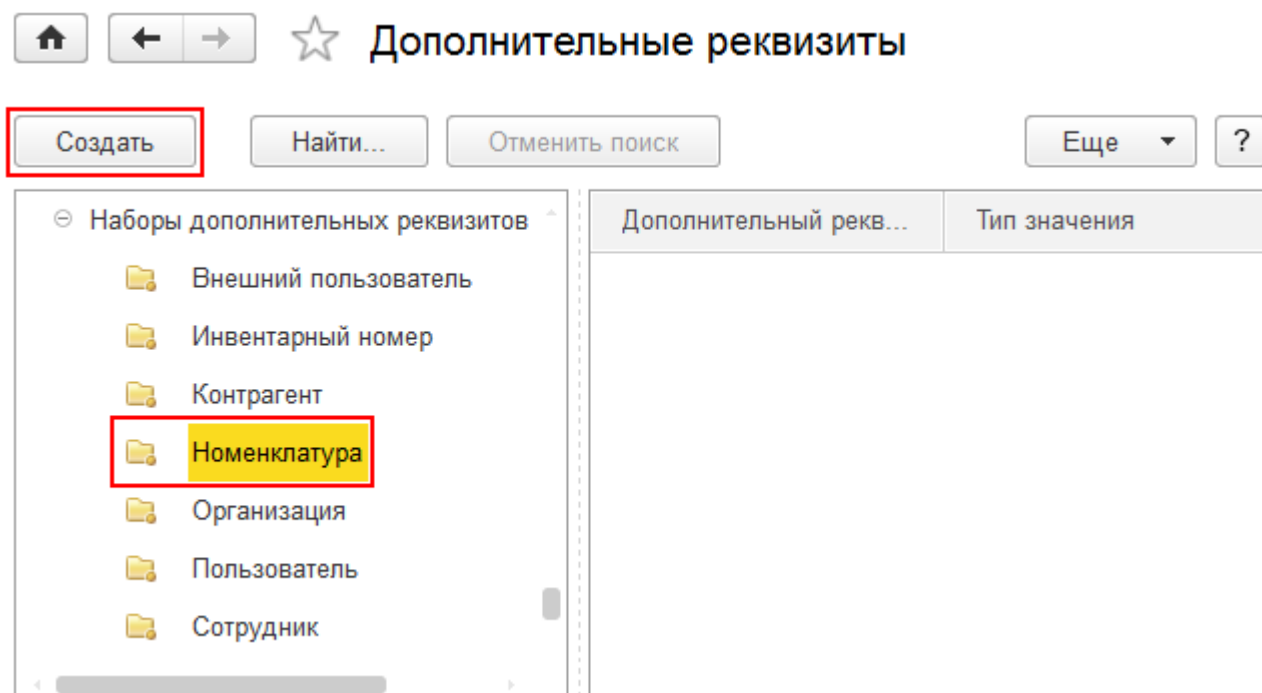 Дополнительные реквизиты
Создать Найти... Отменить поиск Еще ?
Наборы дополнительных реквизитов Дополнительный рекв... Тип значения
Внешний пользователь
Инвентарный номер
Контрагент
Номенклатура
Организация
Пользователь
Сотрудник